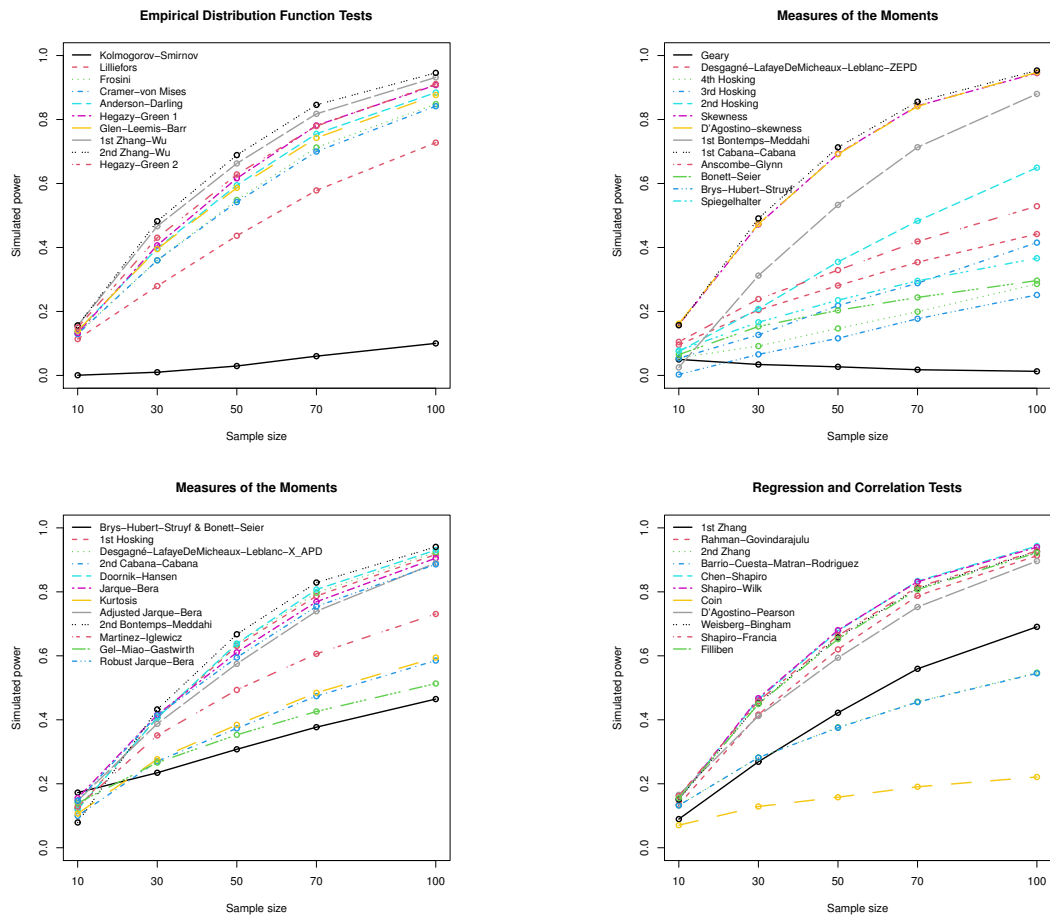 Empirical Distribution Function Tests
Simulated power
1.0
0.8
0.6
0.4
0.2
0.0
Kolmogorov−Smirnov
Lilliefors
Frosini
Cramer−von Mises
Anderson−Darling
Hegazy−Green 1
Glen−Leemis−Barr
1st Zhang−Wu
2nd Zhang−Wu
Hegazy−Green 2
10 30 50 70 100
Sample size
Measures of the Moments
Simulated power
1.0
0.8
0.6
0.4
0.2
0.0
Geary
Desgagné−LafayeDeMicheaux−Leblanc−ZEPD
4th Hosking
3rd Hosking
2nd Hosking
Skewness
D'Agostino−skewness
1st Bontemps−Meddahi
1st Cabana−Cabana
Anscombe−Glynn
Bonett−Seier
Brys−Hubert−Struyf
Spiegelhalter
10 30 50 70 100
Sample size
Measures of the Moments
Simulated power
1.0
0.8
0.6
0.4
0.2
0.0
Brys−Hubert−Struyf & Bonett−Seier
1st Hosking
Desgagné−LafayeDeMicheaux−Leblanc−X_APD
2nd Cabana−Cabana
Doornik−Hansen
Jarque−Bera
Kurtosis
Adjusted Jarque−Bera
2nd Bontemps−Meddahi
Martinez−Iglewicz
Gel−Miao−Gastwirth
Robust Jarque−Bera
10 30 50 70 100
Sample size
Regression and Correlation Tests
Simulated power
1.0
0.8
0.6
0.4
0.2
0.0
1st Zhang
Rahman−Govindarajulu
2nd Zhang
Barrio−Cuesta−Matran−Rodriguez
Chen−Shapiro
Shapiro−Wilk
Coin
D'Agostino−Pearson
Weisberg−Bingham
Shapiro−Francia
Filliben
10 30 50 70 100
Sample size